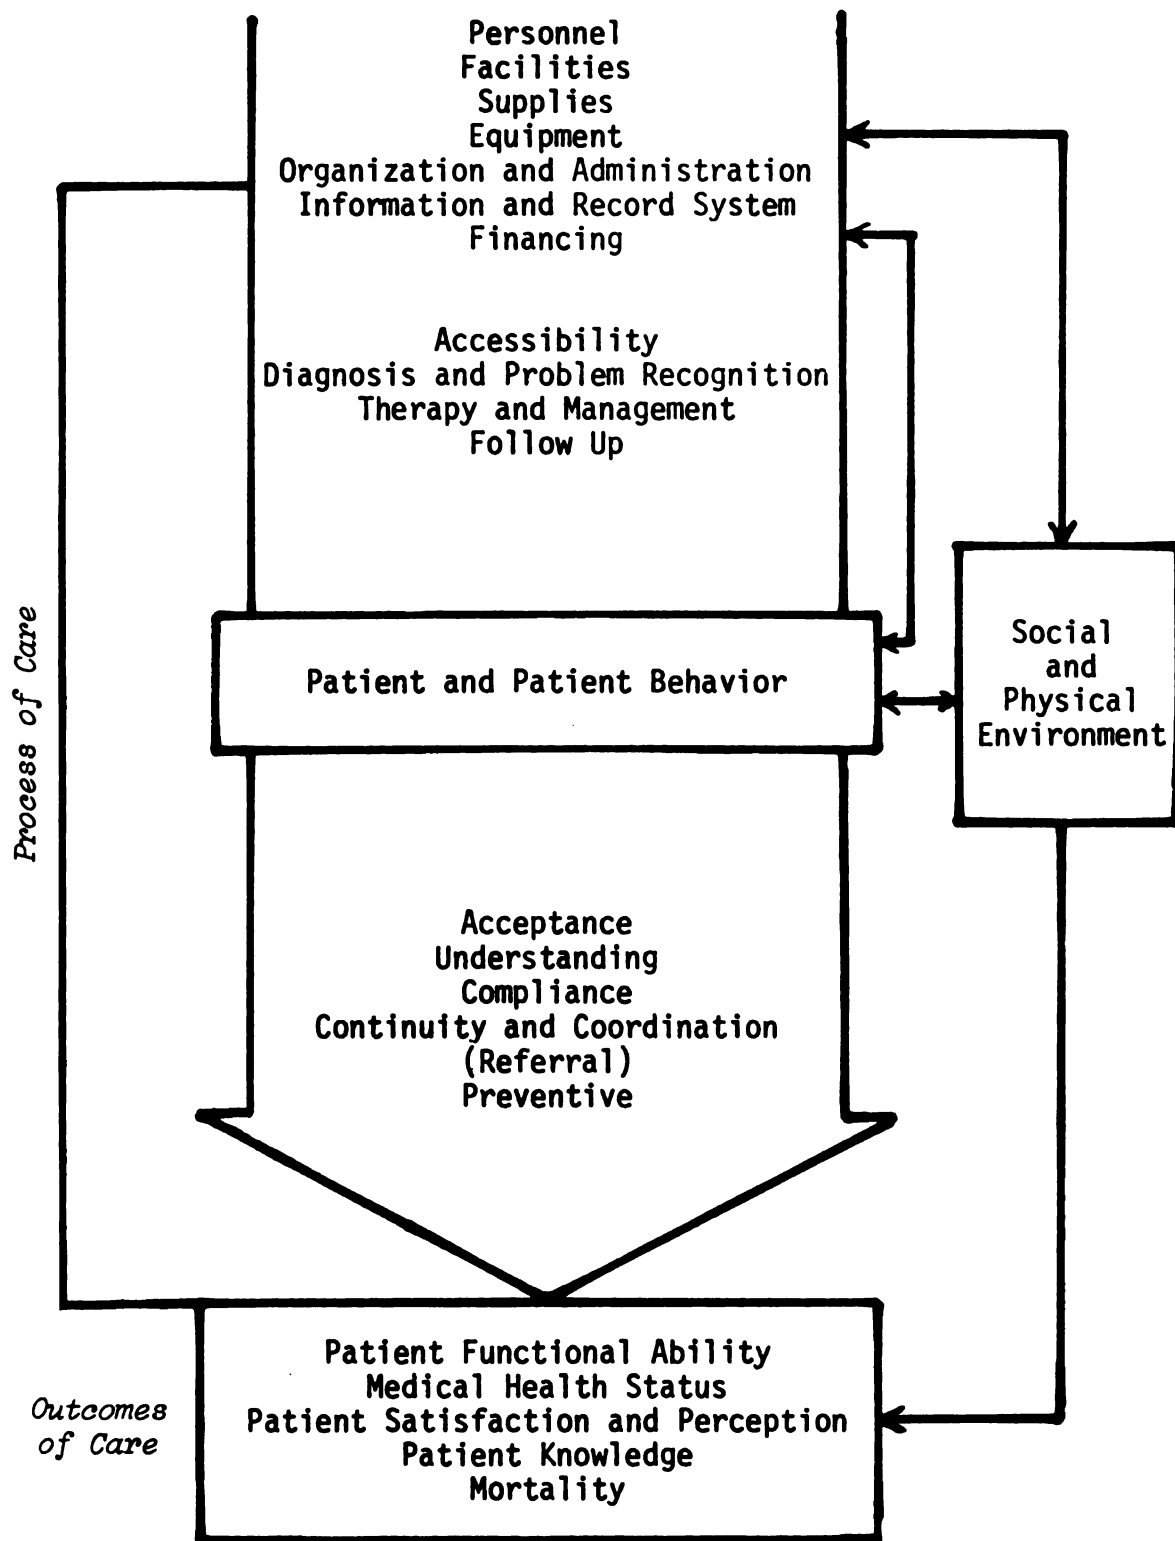 Personnel
Facilities
Supplies
Equipment
Organization and Administration
Information and Record System
Financing
Accessibility
Diagnosis and Problem Recognition
Therapy and Management
Follow Up
Process of Care
Patient and Patient Behavior
Social
and
Physical
Environment
Acceptance
Understanding
Compliance
Continuity and Coordination
(Referral)
Preventive
Outcomes
of Care
Patient Functional Ability
Medical Health Status
Patient Satisfaction and Perception
Patient Knowledge
Mortality